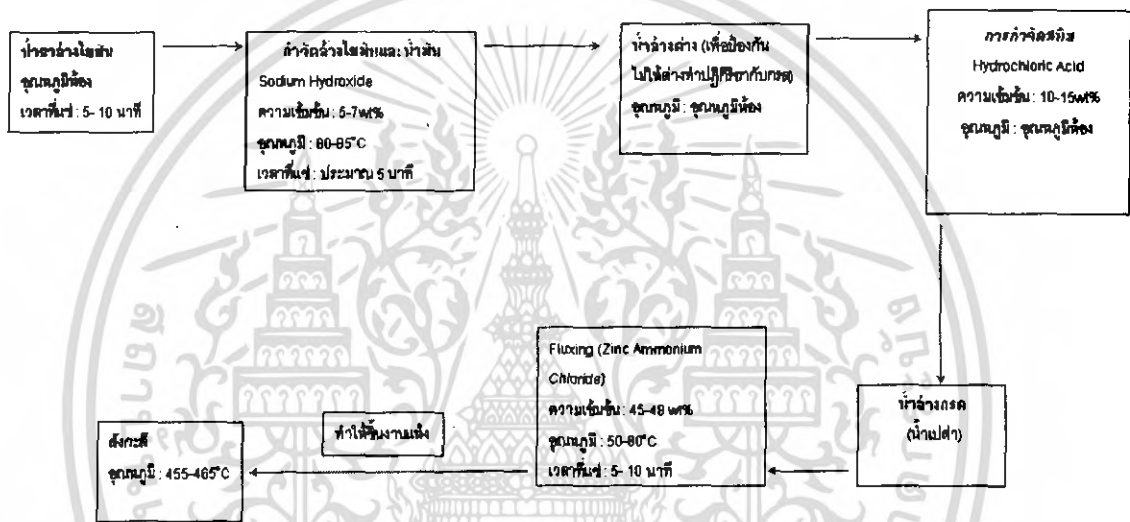 น้ำยาล้างไขมัน
อุณหภูมิห้อง
เวลาที่แช่ : 5- 10 นาที
กำจัดล้างไขมันและ น้ำมัน
Sodium Hydroxide
ความเข้มข้น : 5-7wt%
อุณหภูมิ : 80-85°C
เวลาที่แช่ : ประมาณ 5 นาที
น้ำล้างด่าง (เพื่อป้องกัน
ไม่ให้ด่างทำปฏิกิริยากับกรด)
อุณหภูมิ : อุณหภูมิห้อง
การกำจัดสนิม
Hydrochloric Acid
ความเข้มข้น : 10-15wt%
อุณหภูมิ : อุณหภูมิห้อง
น้ำล้างกรด
(น้ำเปล่า)
Fluxing (Zinc Ammonium
Chloride)
ความเข้มข้น : 45-48 wt%
อุณหภูมิ : 50-80°C
เวลาที่แช่ : 5- 10 นาที
ทำให้ชิ้นงานแห้ง
สังกะสี
อุณหภูมิ : 455-465°C